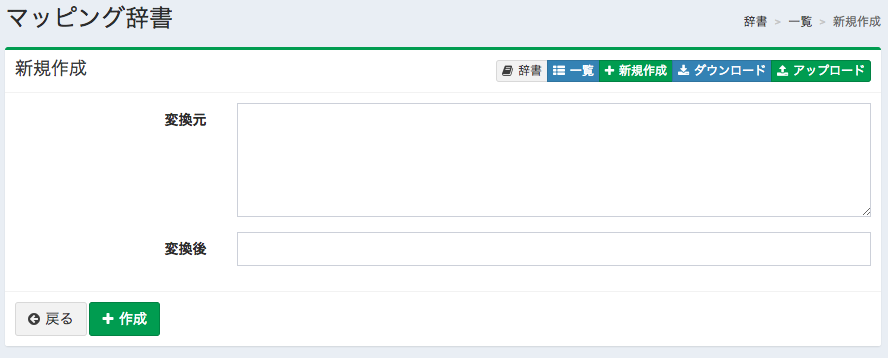 マッピング辞書
辞書 > 一覧 > 新規作成
新規作成
辞書 一覧 新規作成 ダウンロード アップロード
変換元
変換後
戻る 作成